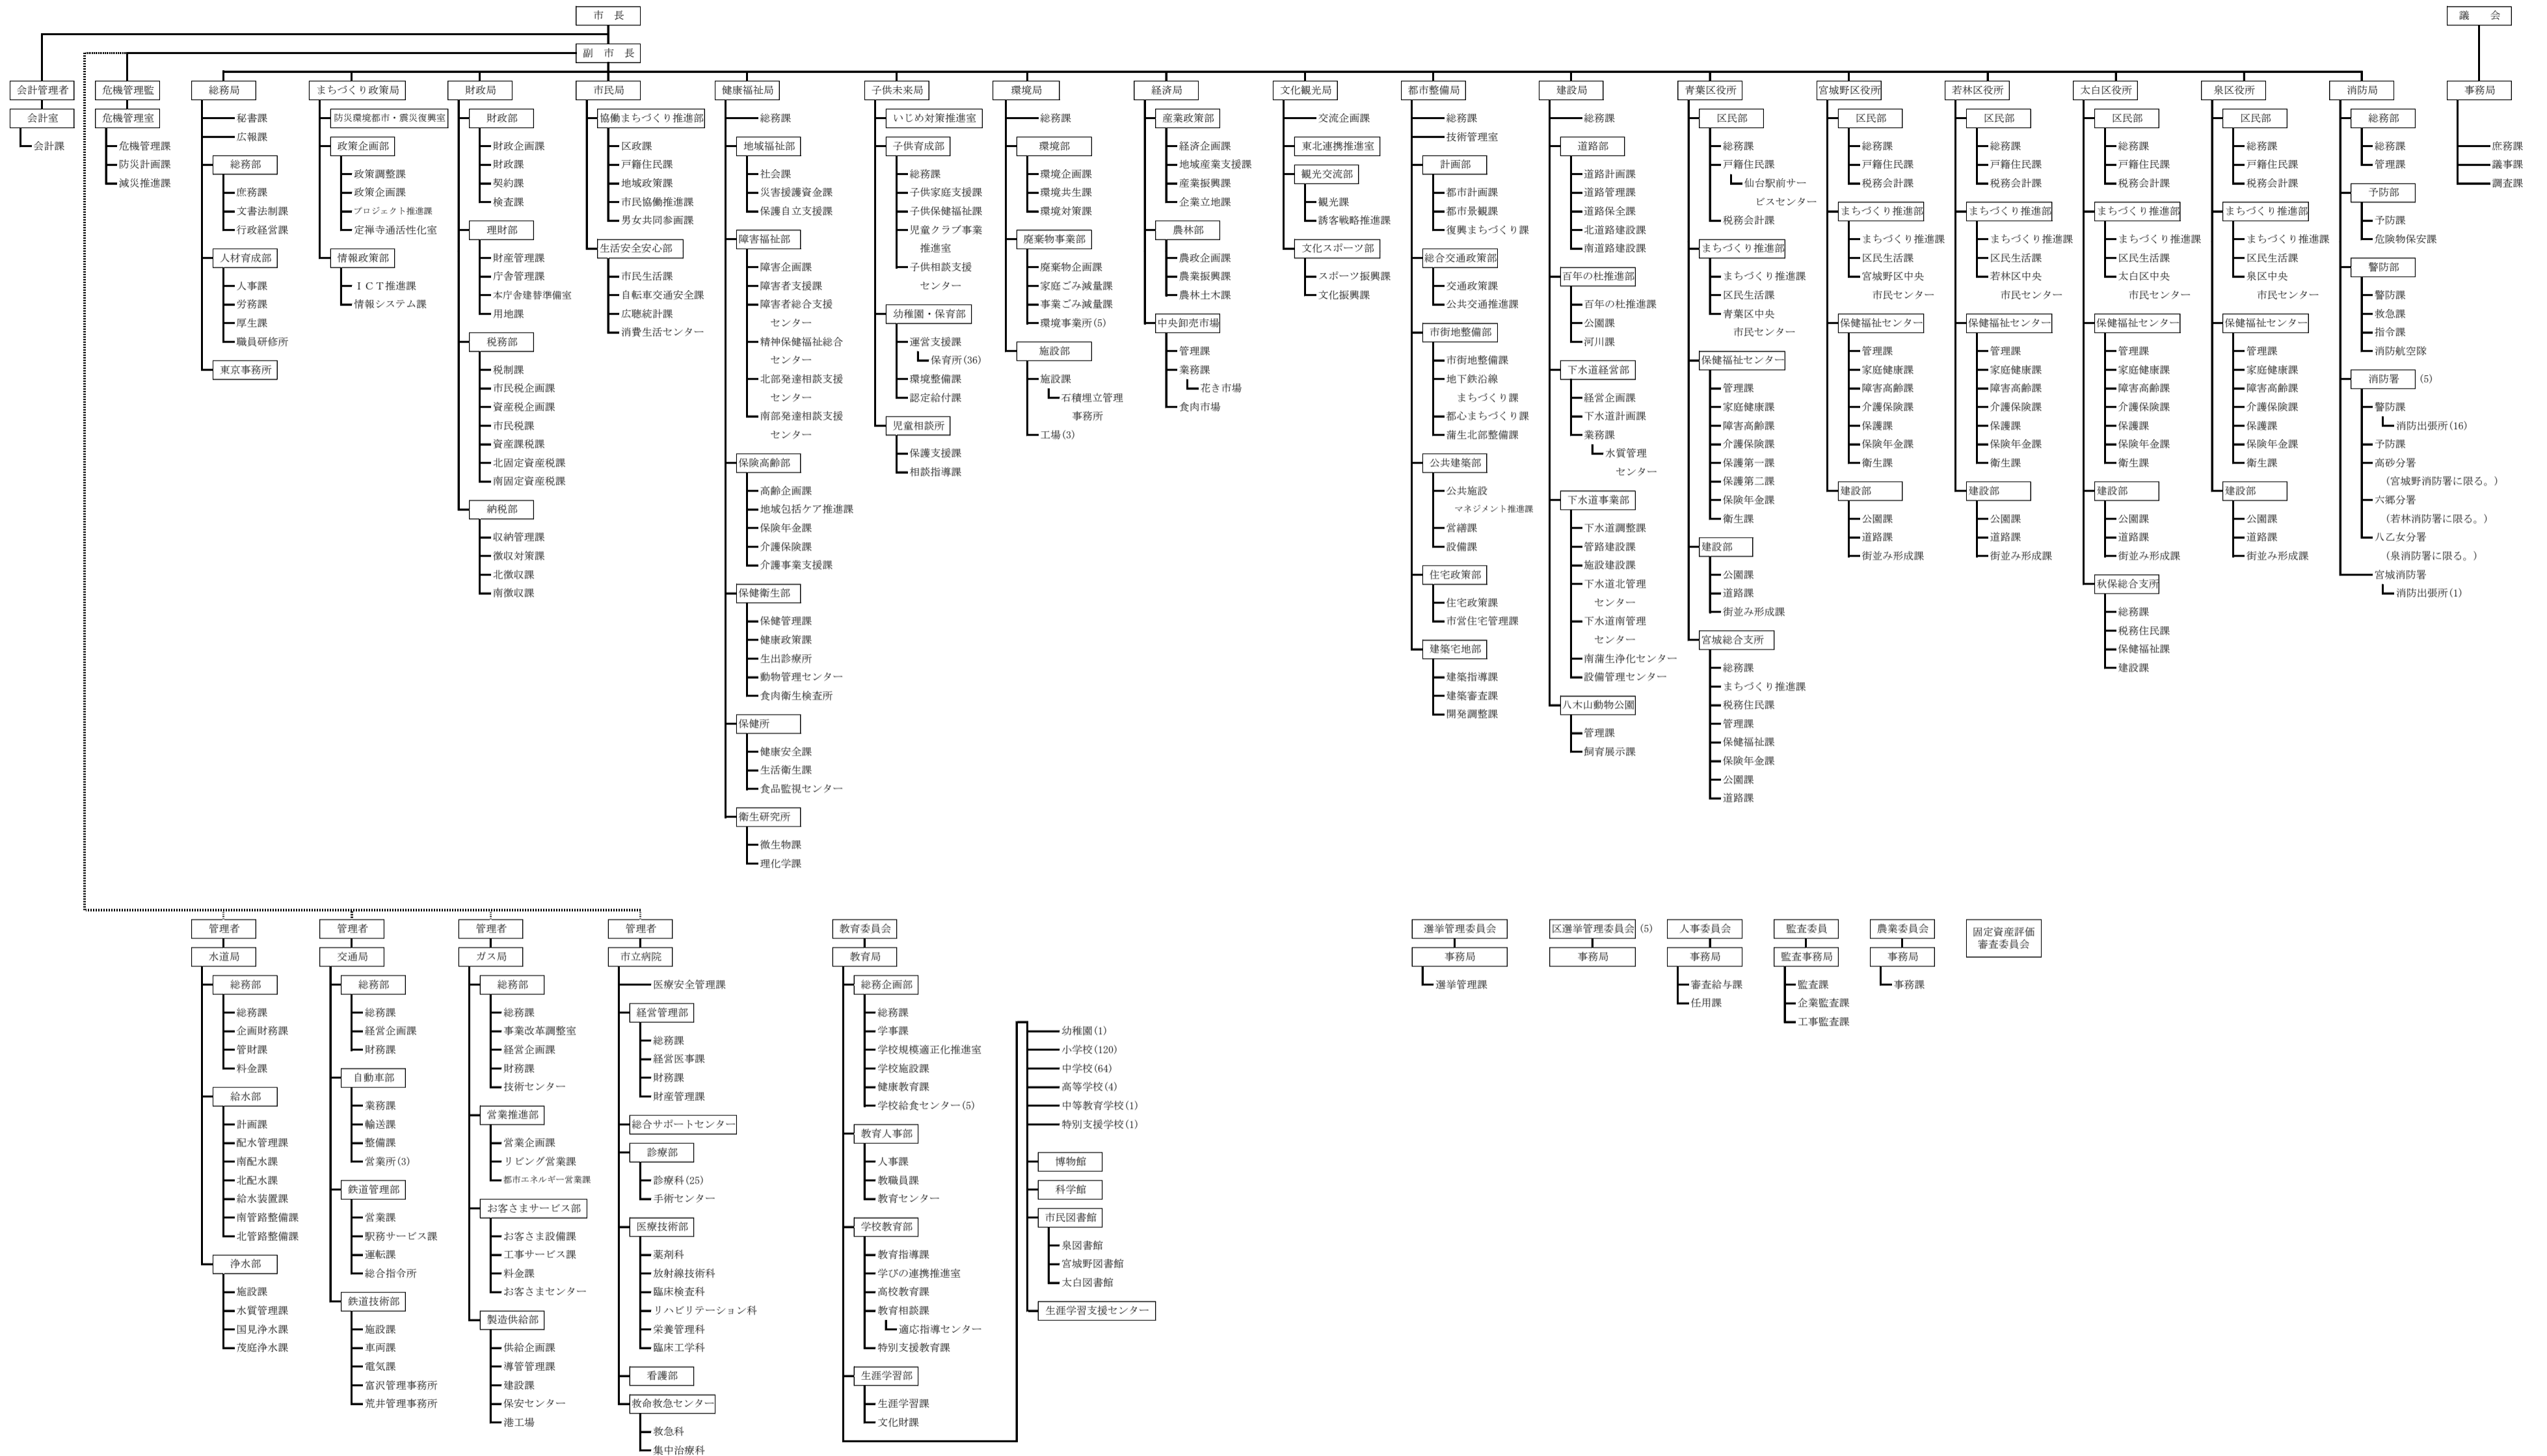 市　長
副　市　長
議　　会
会計管理者
会計室
会計課
危機管理監
危機管理室
危機管理課
防災計画課
減災推進課
総務局
秘書課
広報課
総務部
庶務課
文書法制課
行政経営課
人材育成部
人事課
労務課
厚生課
職員研修所
東京事務所
まちづくり政策局
防災環境都市・震災復興室
政策企画部
政策調整課
政策企画課
プロジェクト推進課
定禅寺通活性化室
情報政策部
ＩＣＴ推進課
情報システム課
財政局
財政部
財政企画課
財政課
契約課
検査課
理財部
財産管理課
庁舎管理課
本庁舎建替準備室
用地課
税務部
税制課
市民税企画課
資産税企画課
市民税課
資産課税課
北固定資産税課
南固定資産税課
納税部
収納管理課
徴収対策課
北徴収課
南徴収課
市民局
協働まちづくり推進部
区政課
戸籍住民課
地域政策課
市民協働推進課
男女共同参画課
生活安全安心部
市民生活課
自転車交通安全課
広聴統計課
消費生活センター
健康福祉局
総務課
地域福祉部
社会課
災害援護資金課
保護自立支援課
障害福祉部
障害企画課
障害者支援課
障害者総合支援
センター
精神保健福祉総合
センター
北部発達相談支援
センター
南部発達相談支援
センター
保険高齢部
高齢企画課
地域包括ケア推進課
保険年金課
介護保険課
介護事業支援課
保健衛生部
保健管理課
健康政策課
生出診療所
動物管理センター
食肉衛生検査所
保健所
健康安全課
生活衛生課
食品監視センター
衛生研究所
微生物課
理化学課
子供未来局
いじめ対策推進室
子供育成部
総務課
子供家庭支援課
子供保健福祉課
児童クラブ事業
推進室
子供相談支援
センター
幼稚園・保育部
運営支援課
保育所(36)
環境整備課
認定給付課
児童相談所
保護支援課
相談指導課
環境局
総務課
環境部
環境企画課
環境共生課
環境対策課
廃棄物事業部
廃棄物企画課
家庭ごみ減量課
事業ごみ減量課
環境事業所(5)
施設部
施設課
石積埋立管理
事務所
工場(3)
経済局
産業政策部
経済企画課
地域産業支援課
産業振興課
企業立地課
農林部
農政企画課
農業振興課
農林土木課
中央卸売市場
管理課
業務課
花き市場
食肉市場
文化観光局
交流企画課
東北連携推進室
観光交流部
観光課
誘客戦略推進課
文化スポーツ部
スポーツ振興課
文化振興課
都市整備局
総務課
技術管理室
計画部
都市計画課
都市景観課
復興まちづくり課
総合交通政策部
交通政策課
公共交通推進課
市街地整備部
市街地整備課
地下鉄沿線
まちづくり課
都心まちづくり課
蒲生北部整備課
公共建築部
公共施設
マネジメント推進課
営繕課
設備課
住宅政策部
住宅政策課
市営住宅管理課
建築宅地部
建築指導課
建築審査課
開発調整課
建設局
総務課
道路部
道路計画課
道路管理課
道路保全課
北道路建設課
南道路建設課
百年の杜推進部
百年の杜推進課
公園課
河川課
下水道経営部
経営企画課
下水道計画課
業務課
水質管理
センター
下水道事業部
下水道調整課
管路建設課
施設建設課
下水道北管理
センター
下水道南管理
センター
南蒲生浄化センター
設備管理センター
八木山動物公園
管理課
飼育展示課
青葉区役所
区民部
総務課
戸籍住民課
仙台駅前サー
ビスセンター
税務会計課
まちづくり推進部
まちづくり推進課
区民生活課
青葉区中央
市民センター
保健福祉センター
管理課
家庭健康課
障害高齢課
介護保険課
保護第一課
保護第二課
保険年金課
衛生課
建設部
公園課
道路課
街並み形成課
宮城総合支所
総務課
まちづくり推進課
税務住民課
管理課
保健福祉課
保険年金課
公園課
道路課
宮城野区役所
区民部
総務課
戸籍住民課
税務会計課
まちづくり推進部
まちづくり推進課
区民生活課
宮城野区中央
市民センター
保健福祉センター
管理課
家庭健康課
障害高齢課
介護保険課
保護課
保険年金課
衛生課
建設部
公園課
道路課
街並み形成課
若林区役所
区民部
総務課
戸籍住民課
税務会計課
まちづくり推進部
まちづくり推進課
区民生活課
若林区中央
市民センター
保健福祉センター
管理課
家庭健康課
障害高齢課
介護保険課
保護課
保険年金課
衛生課
建設部
公園課
道路課
街並み形成課
太白区役所
区民部
総務課
戸籍住民課
税務会計課
まちづくり推進部
まちづくり推進課
区民生活課
太白区中央
市民センター
保健福祉センター
管理課
家庭健康課
障害高齢課
介護保険課
保護課
保険年金課
衛生課
建設部
公園課
道路課
街並み形成課
秋保総合支所
総務課
税務住民課
保健福祉課
建設課
泉区役所
区民部
総務課
戸籍住民課
税務会計課
まちづくり推進部
まちづくり推進課
区民生活課
泉区中央
市民センター
保健福祉センター
管理課
家庭健康課
障害高齢課
介護保険課
保護課
保険年金課
衛生課
建設部
公園課
道路課
街並み形成課
消防局
総務部
総務課
管理課
予防部
予防課
危険物保安課
警防部
警防課
救急課
指令課
消防航空隊
消防署 (5)
警防課
消防出張所(16)
予防課
高砂分署
（宮城野消防署に限る。）
六郷分署
（若林消防署に限る。）
八乙女分署
（泉消防署に限る。）
宮城消防署
消防出張所(1)
事務局
庶務課
議事課
調査課
管理者
水道局
総務部
総務課
企画財務課
管財課
料金課
給水部
計画課
配水管理課
南配水課
北配水課
給水装置課
南管路整備課
北管路整備課
浄水部
施設課
水質管理課
国見浄水課
茂庭浄水課
管理者
交通局
総務部
総務課
経営企画課
財務課
自動車部
業務課
輸送課
整備課
営業所(3)
鉄道管理部
営業課
駅務サービス課
運転課
総合指令所
鉄道技術部
施設課
車両課
電気課
富沢管理事務所
荒井管理事務所
管理者
ガス局
総務部
総務課
事業改革調整室
経営企画課
財務課
技術センター
営業推進部
営業企画課
リビング営業課
都市エネルギー営業課
お客さまサービス部
お客さま設備課
工事サービス課
料金課
お客さまセンター
製造供給部
供給企画課
導管管理課
建設課
保安センター
港工場
管理者
市立病院
医療安全管理課
経営管理部
総務課
経営医事課
財務課
財産管理課
総合サポートセンター
診療部
診療科(25)
手術センター
医療技術部
薬剤科
放射線技術科
臨床検査科
リハビリテーション科
栄養管理科
臨床工学科
看護部
救命救急センター
救急科
集中治療科
教育委員会
教育局
総務企画部
総務課
学事課
学校規模適正化推進室
学校施設課
健康教育課
学校給食センター(5)
教育人事部
人事課
教職員課
教育センター
学校教育部
教育指導課
学びの連携推進室
高校教育課
教育相談課
適応指導センター
特別支援教育課
生涯学習部
生涯学習課
文化財課
幼稚園(1)
小学校(120)
中学校(64)
高等学校(4)
中等教育学校(1)
特別支援学校(1)
博物館
科学館
市民図書館
泉図書館
宮城野図書館
太白図書館
生涯学習支援センター
選挙管理委員会
事務局
選挙管理課
区選挙管理委員会 (5)
事務局
人事委員会
事務局
審査給与課
任用課
監査委員
監査事務局
監査課
企業監査課
工事監査課
農業委員会
事務局
事務課
固定資産評価
審査委員会